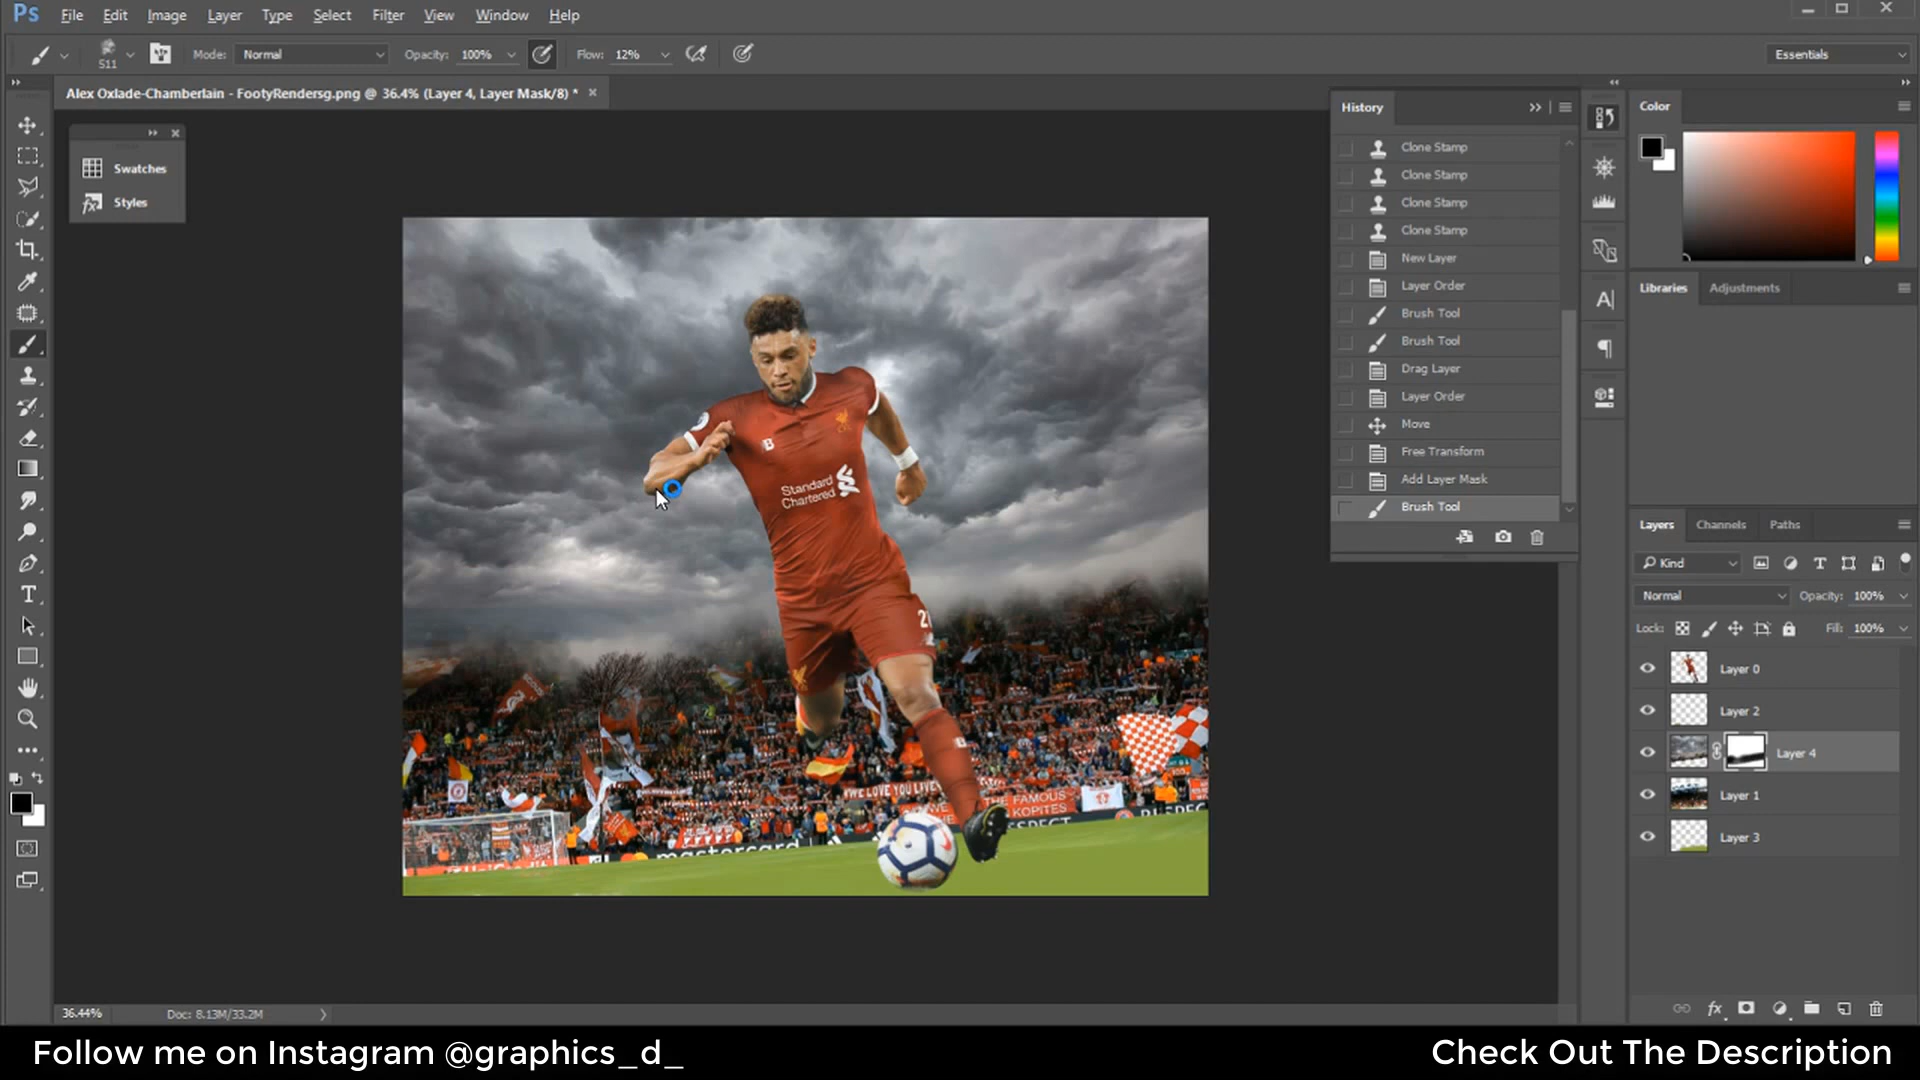 Ps File Edit Image Layer Type Select Filter View Window Help
511 Mode: Normal Opacity: 100% Flow: 12% Essentials
Alex Oxlade-Chamberlain - FootyRendersg.png @ 36.4% (Layer 4, Layer Mask/8) * ×
Swatches
Styles
History
Clone Stamp
Clone Stamp
Clone Stamp
Clone Stamp
New Layer
Layer Order
Brush Tool
Brush Tool
Drag Layer
Layer Order
Move
Free Transform
Add Layer Mask
Brush Tool
Color
Libraries Adjustments
Layers Channels Paths
Kind
Normal Opacity: 100%
Lock: Fill: 100%
Layer 0
Layer 2
Layer 4
Layer 1
Layer 3
Standard
Chartered
2
WE LOVE YOU LIVE
THE FAMOUS
KOPITES
RESPECT
mastercard
36.44% Doc: 8.13M/33.2M
Follow me on Instagram @graphics_d_
Check Out The Description